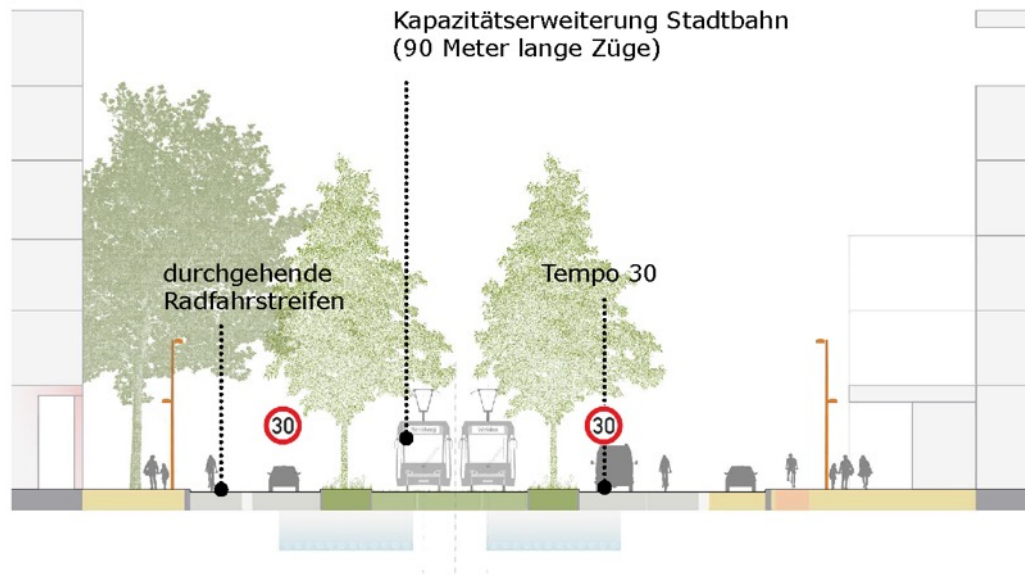 Kapazitätserweiterung Stadtbahn
(90 Meter lange Züge)
durchgehende
Radfahrstreifen
Tempo 30
30
30